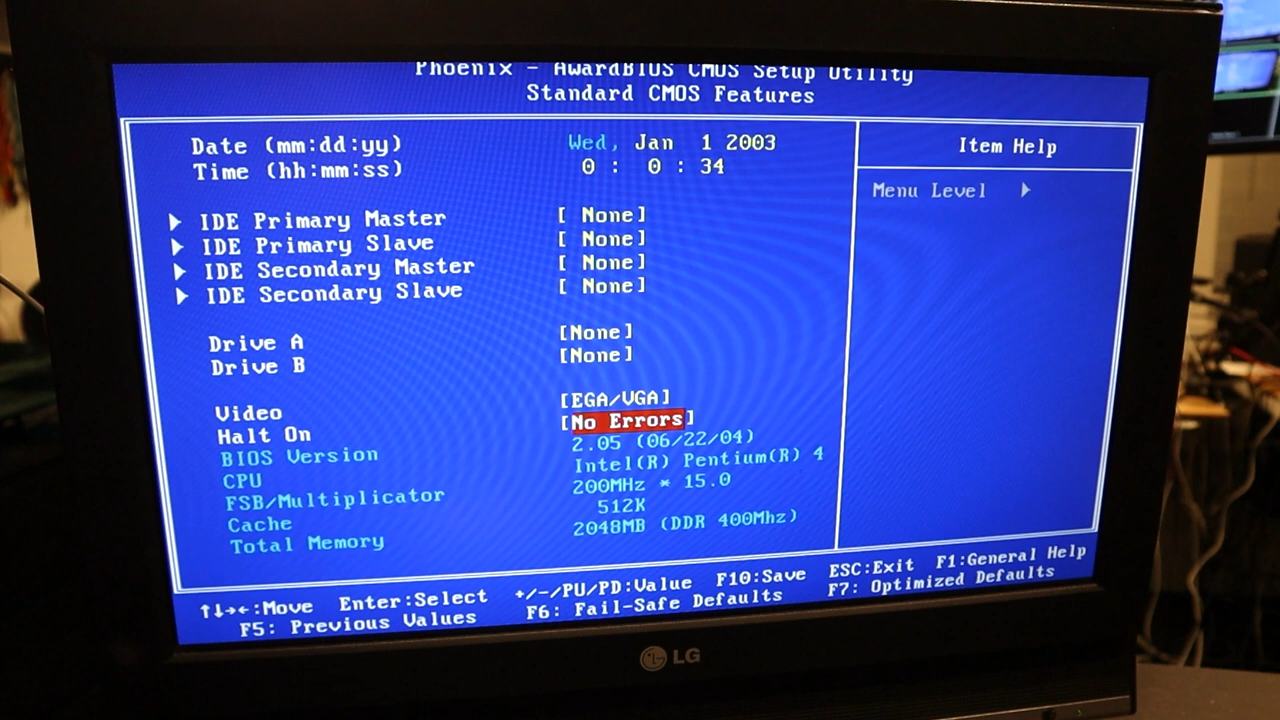 Phoenix - AwardBIOS CMOS Setup Utility
Standard CMOS Features
Date (mm:dd:yy) Wed, Jan 1 2003
Time (hh:mm:ss) 0 : 0 : 34
Item Help
Menu Level
IDE Primary Master [ None]
IDE Primary Slave [ None]
IDE Secondary Master [ None]
IDE Secondary Slave [ None]
Drive A [None]
Drive B [None]
Video [EGA/VGA]
Halt On [No Errors]
BIOS Version 2.05 (06/22/04)
CPU Intel(R) Pentium(R) 4
FSB/Multiplicator 200MHz * 15.0
Cache 512K
Total Memory 2048MB (DDR 400Mhz)
↑↓→←:Move Enter:Select +/-/PU/PD:Value F10:Save ESC:Exit F1:General Help
F5: Previous Values F6: Fail-Safe Defaults F7: Optimized Defaults
LG